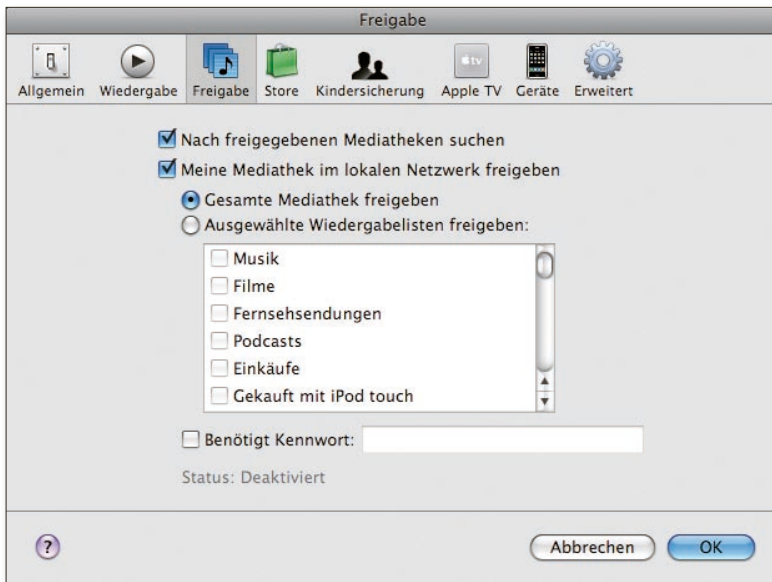 Freigabe
Allgemein Wiedergabe Freigabe Store Kindersicherung Apple TV Geräte Erweitert
Nach freigegebenen Mediatheken suchen
Meine Mediathek im lokalen Netzwerk freigeben
Gesamte Mediathek freigeben
Ausgewählte Wiedergabelisten freigeben:
Musik
Filme
Fernsehsendungen
Podcasts
Einkäufe
Gekauft mit iPod touch
Benötigt Kennwort:
Status: Deaktiviert
? Abbrechen OK